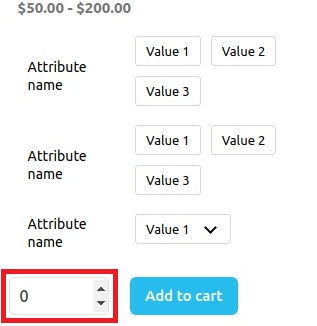 $50.00 - $200.00
Attribute name
Value 1 Value 2
Value 3
Attribute name
Value 1 Value 2
Value 3
Attribute name
Value 1
0 Add to cart